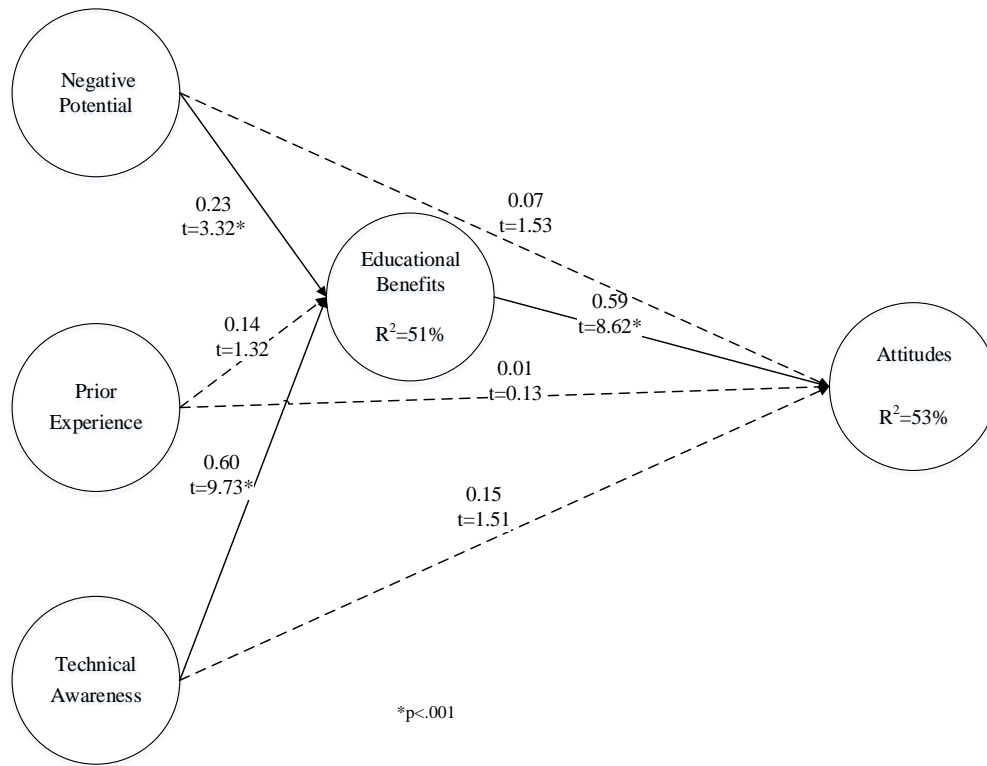 Negative
Potential
0.23
t=3.32*
0.07
t=1.53
Educational
Benefits
R²=51%
0.59
t=8.62*
0.14
t=1.32
Prior
Experience
0.01
t=0.13
Attitudes
R²=53%
0.60
t=9.73*
0.15
t=1.51
Technical
Awareness
*p<.001